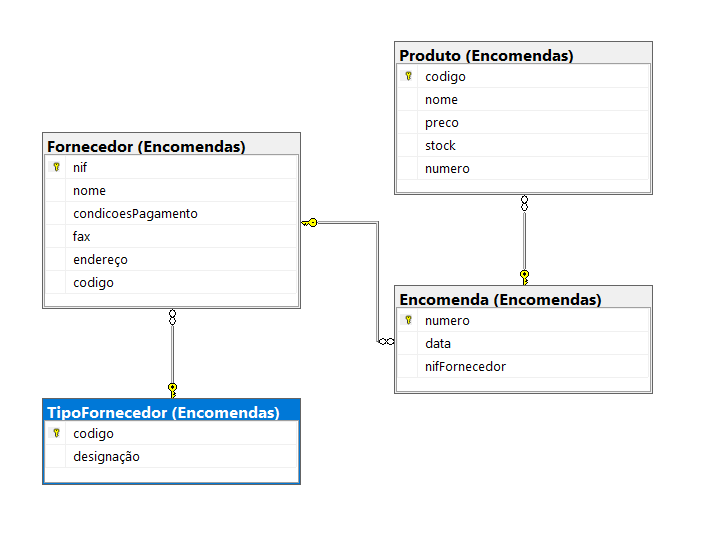 Produto (Encomendas)
codigo
nome
preco
stock
numero
Fornecedor (Encomendas)
nif
nome
condicoesPagamento
fax
endereço
codigo
Encomenda (Encomendas)
numero
data
nifFornecedor
TipoFornecedor (Encomendas)
codigo
designação